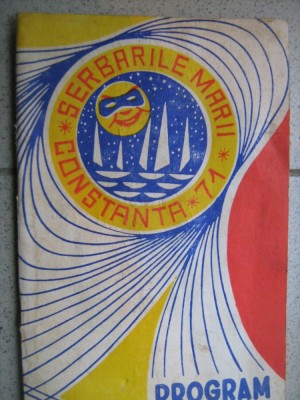 SERBARILE MARII
* CONSTANTA * 71 *
PROGRAM